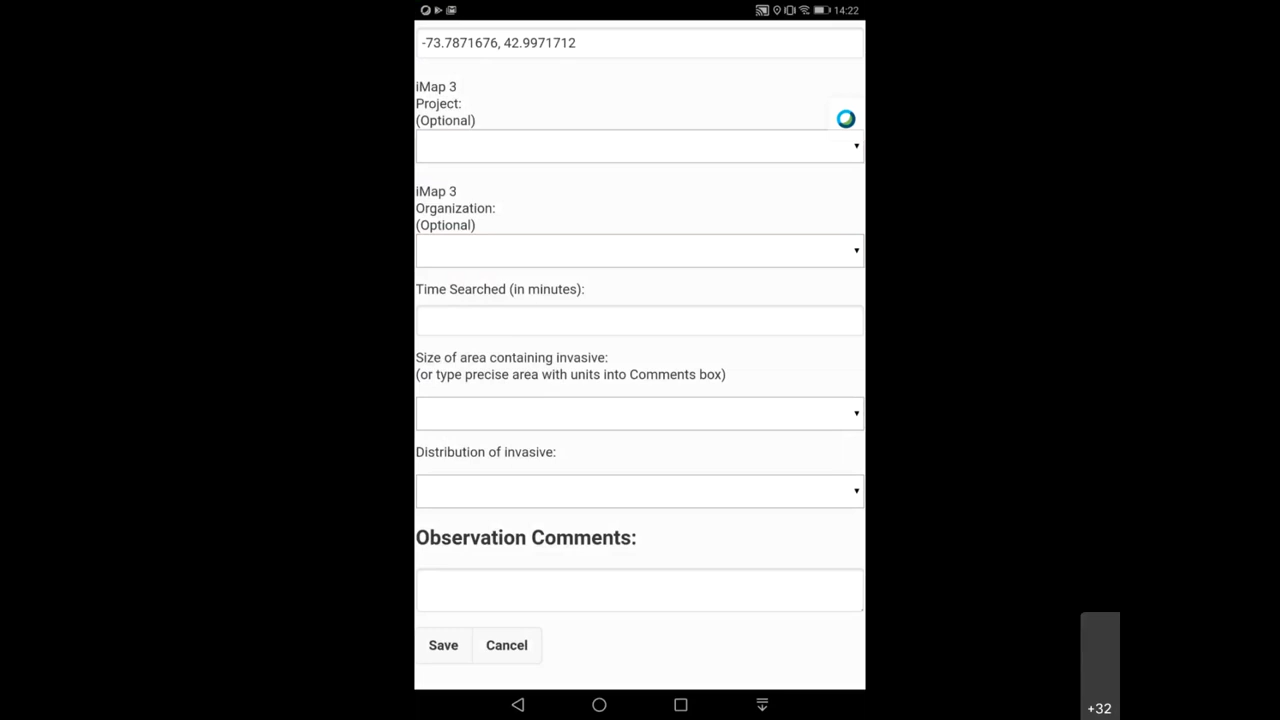 14:22
-73.7871676, 42.9971712
iMap 3
Project:
(Optional)
iMap 3
Organization:
(Optional)
Time Searched (in minutes):
Size of area containing invasive:
(or type precise area with units into Comments box)
Distribution of invasive:
Observation Comments:
Save Cancel
+32